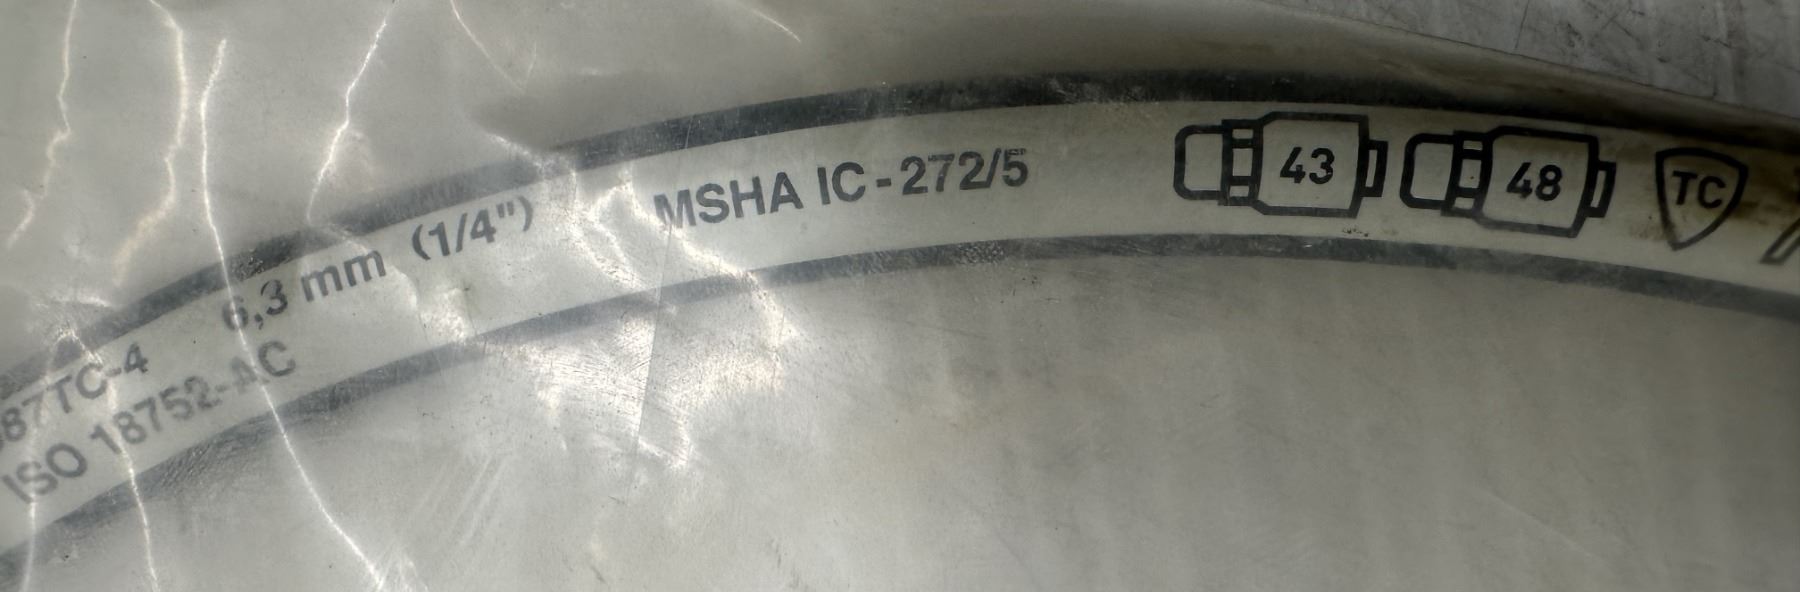 87TC-4 6,3 mm (1/4") MSHA IC-272/5 43 48 TC
ISO 18752-AC